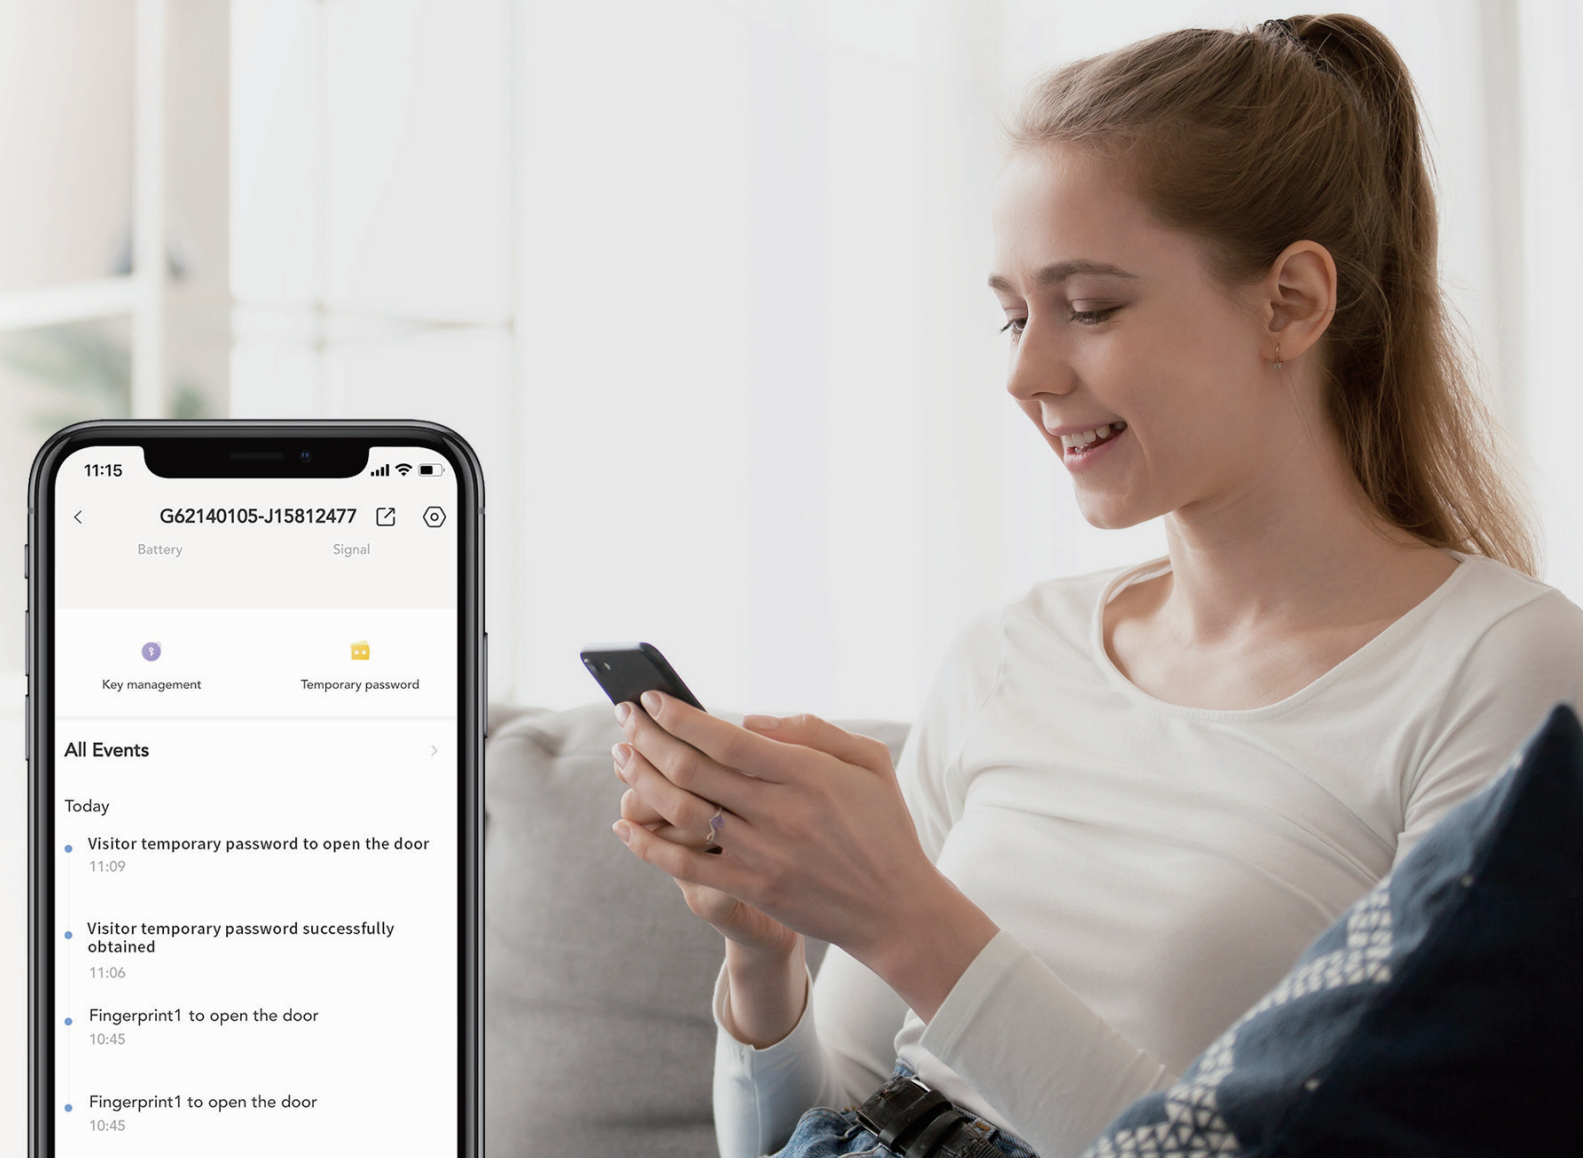 11:15
G62140105-J15812477
Battery Signal
Key management Temporary password
All Events
Today
Visitor temporary password to open the door
11:09
Visitor temporary password successfully
obtained
11:06
Fingerprint1 to open the door
10:45
Fingerprint1 to open the door
10:45